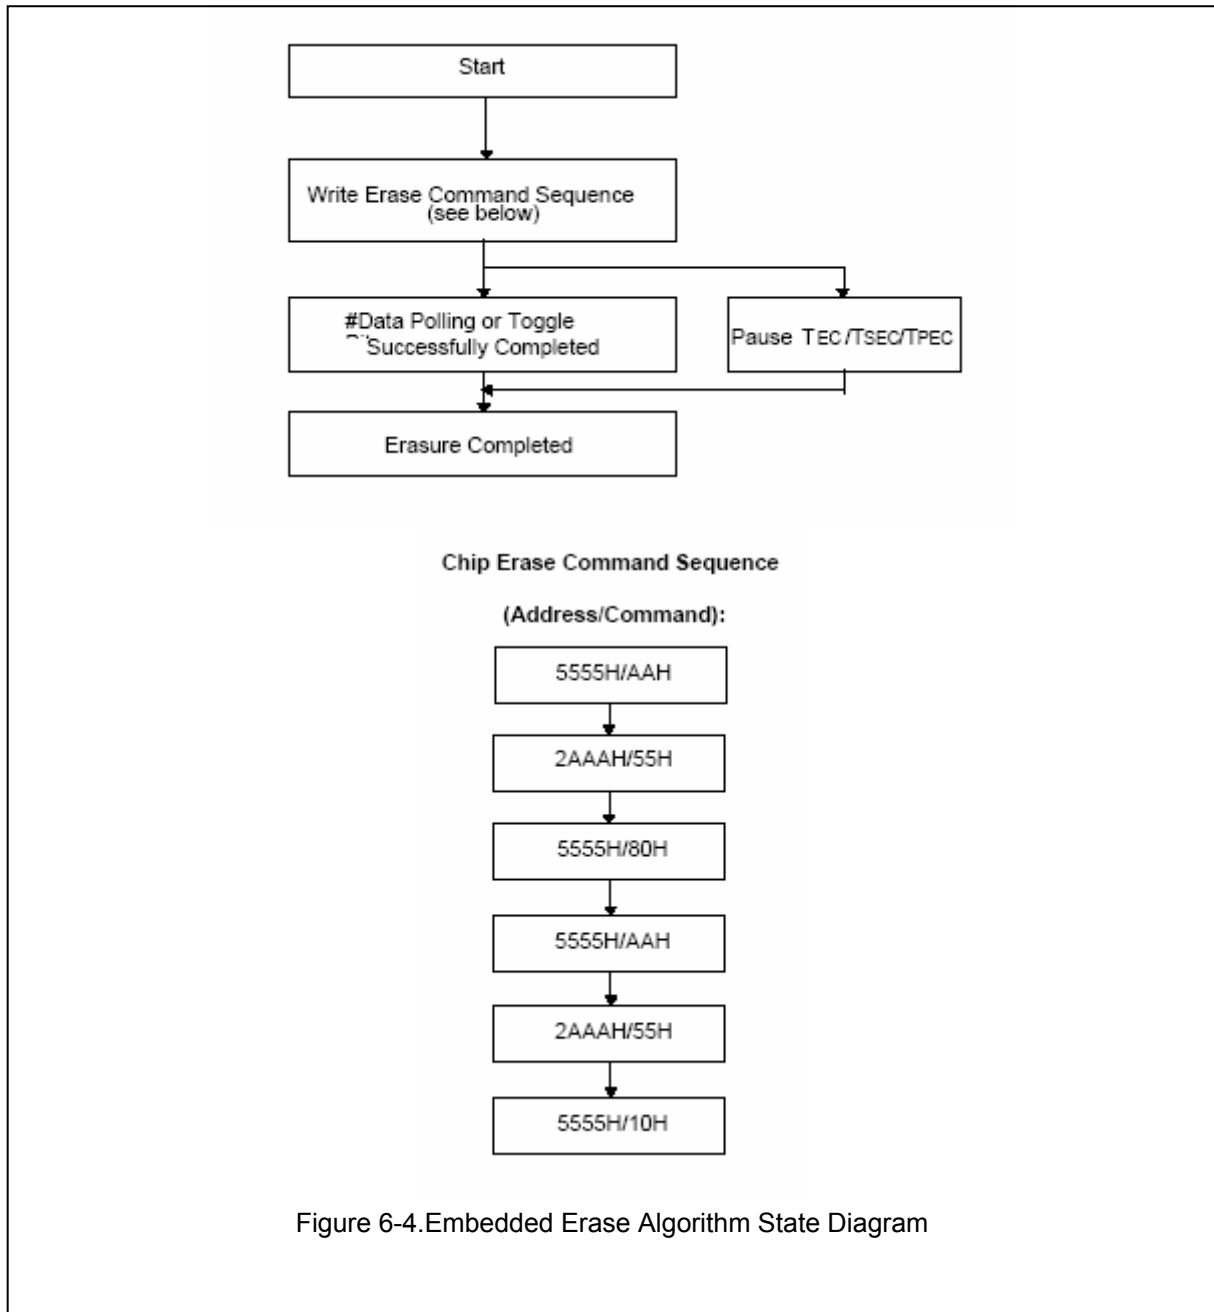 Start
Write Erase Command Sequence
(see below)
#Data Polling or Toggle
Successfully Completed
Pause TEC/TSEC/TPEC
Erasure Completed
Chip Erase Command Sequence
(Address/Command):
5555H/AAH
2AAAH/55H
5555H/80H
5555H/AAH
2AAAH/55H
5555H/10H
Figure 6-4.Embedded Erase Algorithm State Diagram